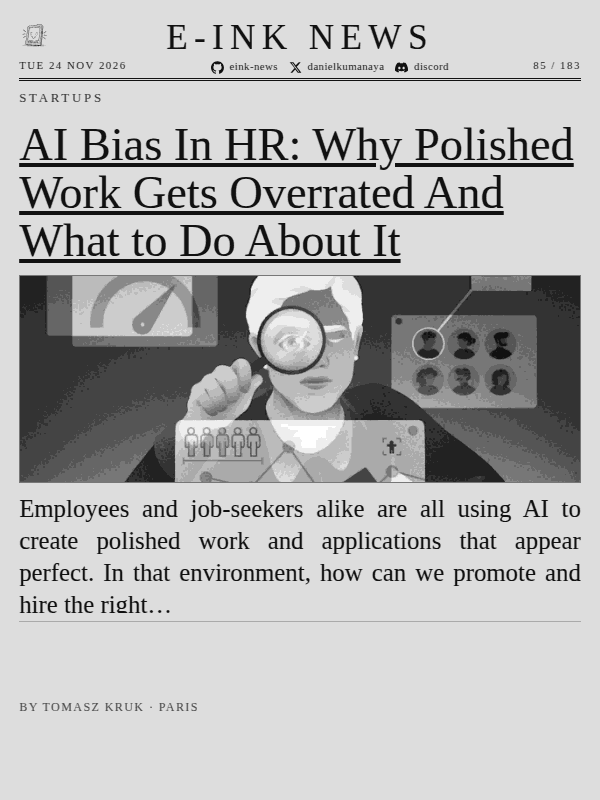 E-INK NEWS
TUE 24 NOV 2026
eink-news danielkumanaya discord
85 / 183
STARTUPS
AI Bias In HR: Why Polished
Work Gets Overrated And
What to Do About It
Employees and job-seekers alike are all using AI to
create polished work and applications that appear
perfect. In that environment, how can we promote and
hire the right…
BY TOMASZ KRUK · PARIS